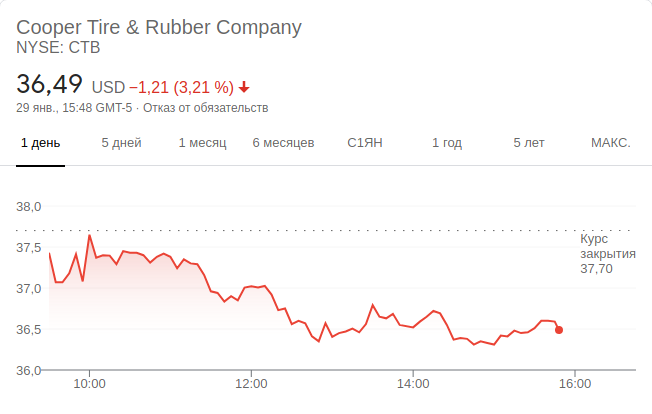 Cooper Tire & Rubber Company
NYSE: CTB
36,49 USD −1,21 (3,21 %)
29 янв., 15:48 GMT-5 · Отказ от обязательств
1 день 5 дней 1 месяц 6 месяцев С1ЯН 1 год 5 лет МАКС.
38,0
Курс
37,5
закрытия
37,70
37,0
36,5
36,0
10:00 12:00 14:00 16:00